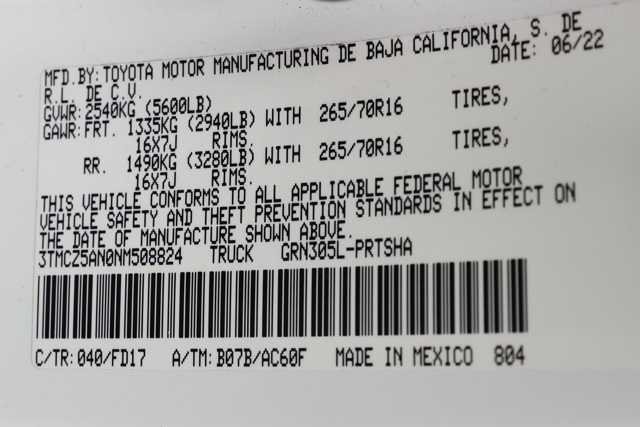 MFD.BY: TOYOTA MOTOR MANUFACTURING DE BAJA CALIFORNIA, S. DE
R.L. DE C.V. DATE: 06/22
GVWR: 2540KG (5600LB)
GAWR: FRT. 1335KG (2940LB) WITH 265/70R16 TIRES,
16X7J RIMS.
RR. 1490KG (3280LB) WITH 265/70R16 TIRES,
16X7J RIMS.
THIS VEHICLE CONFORMS TO ALL APPLICABLE FEDERAL MOTOR
VEHICLE SAFETY AND THEFT PREVENTION STANDARDS IN EFFECT ON
THE DATE OF MANUFACTURE SHOWN ABOVE.
3TMCZ5AN0NM508824 TRUCK GRN305L-PRTSHA
C/TR: 040/FD17 A/TM: B07B/AC60F MADE IN MEXICO 804